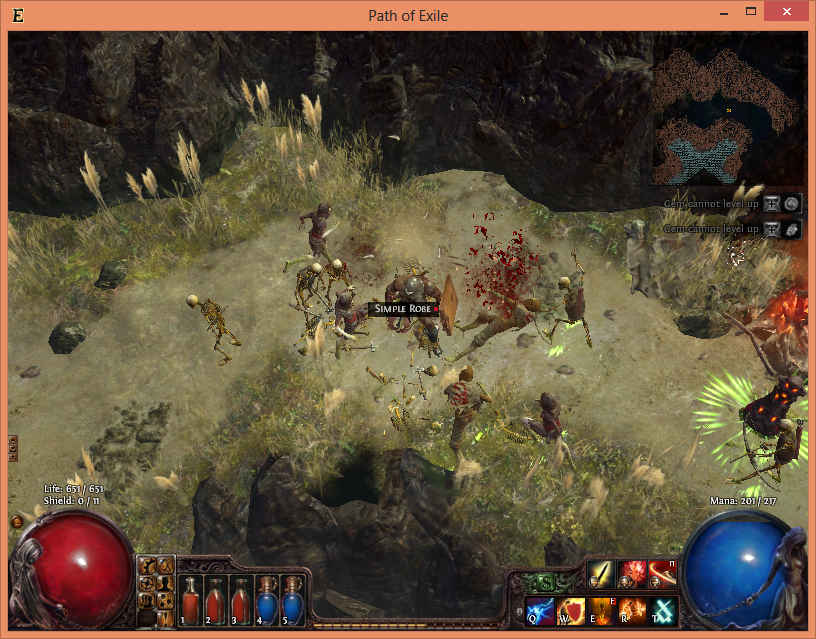 E
Path of Exile
Gem cannot level up
Gem cannot level up
SIMPLE ROBE
Life: 651 / 651
Shield: 0 / 11
Mana: 201 / 217
1 2 3 4 5
Q W E R T